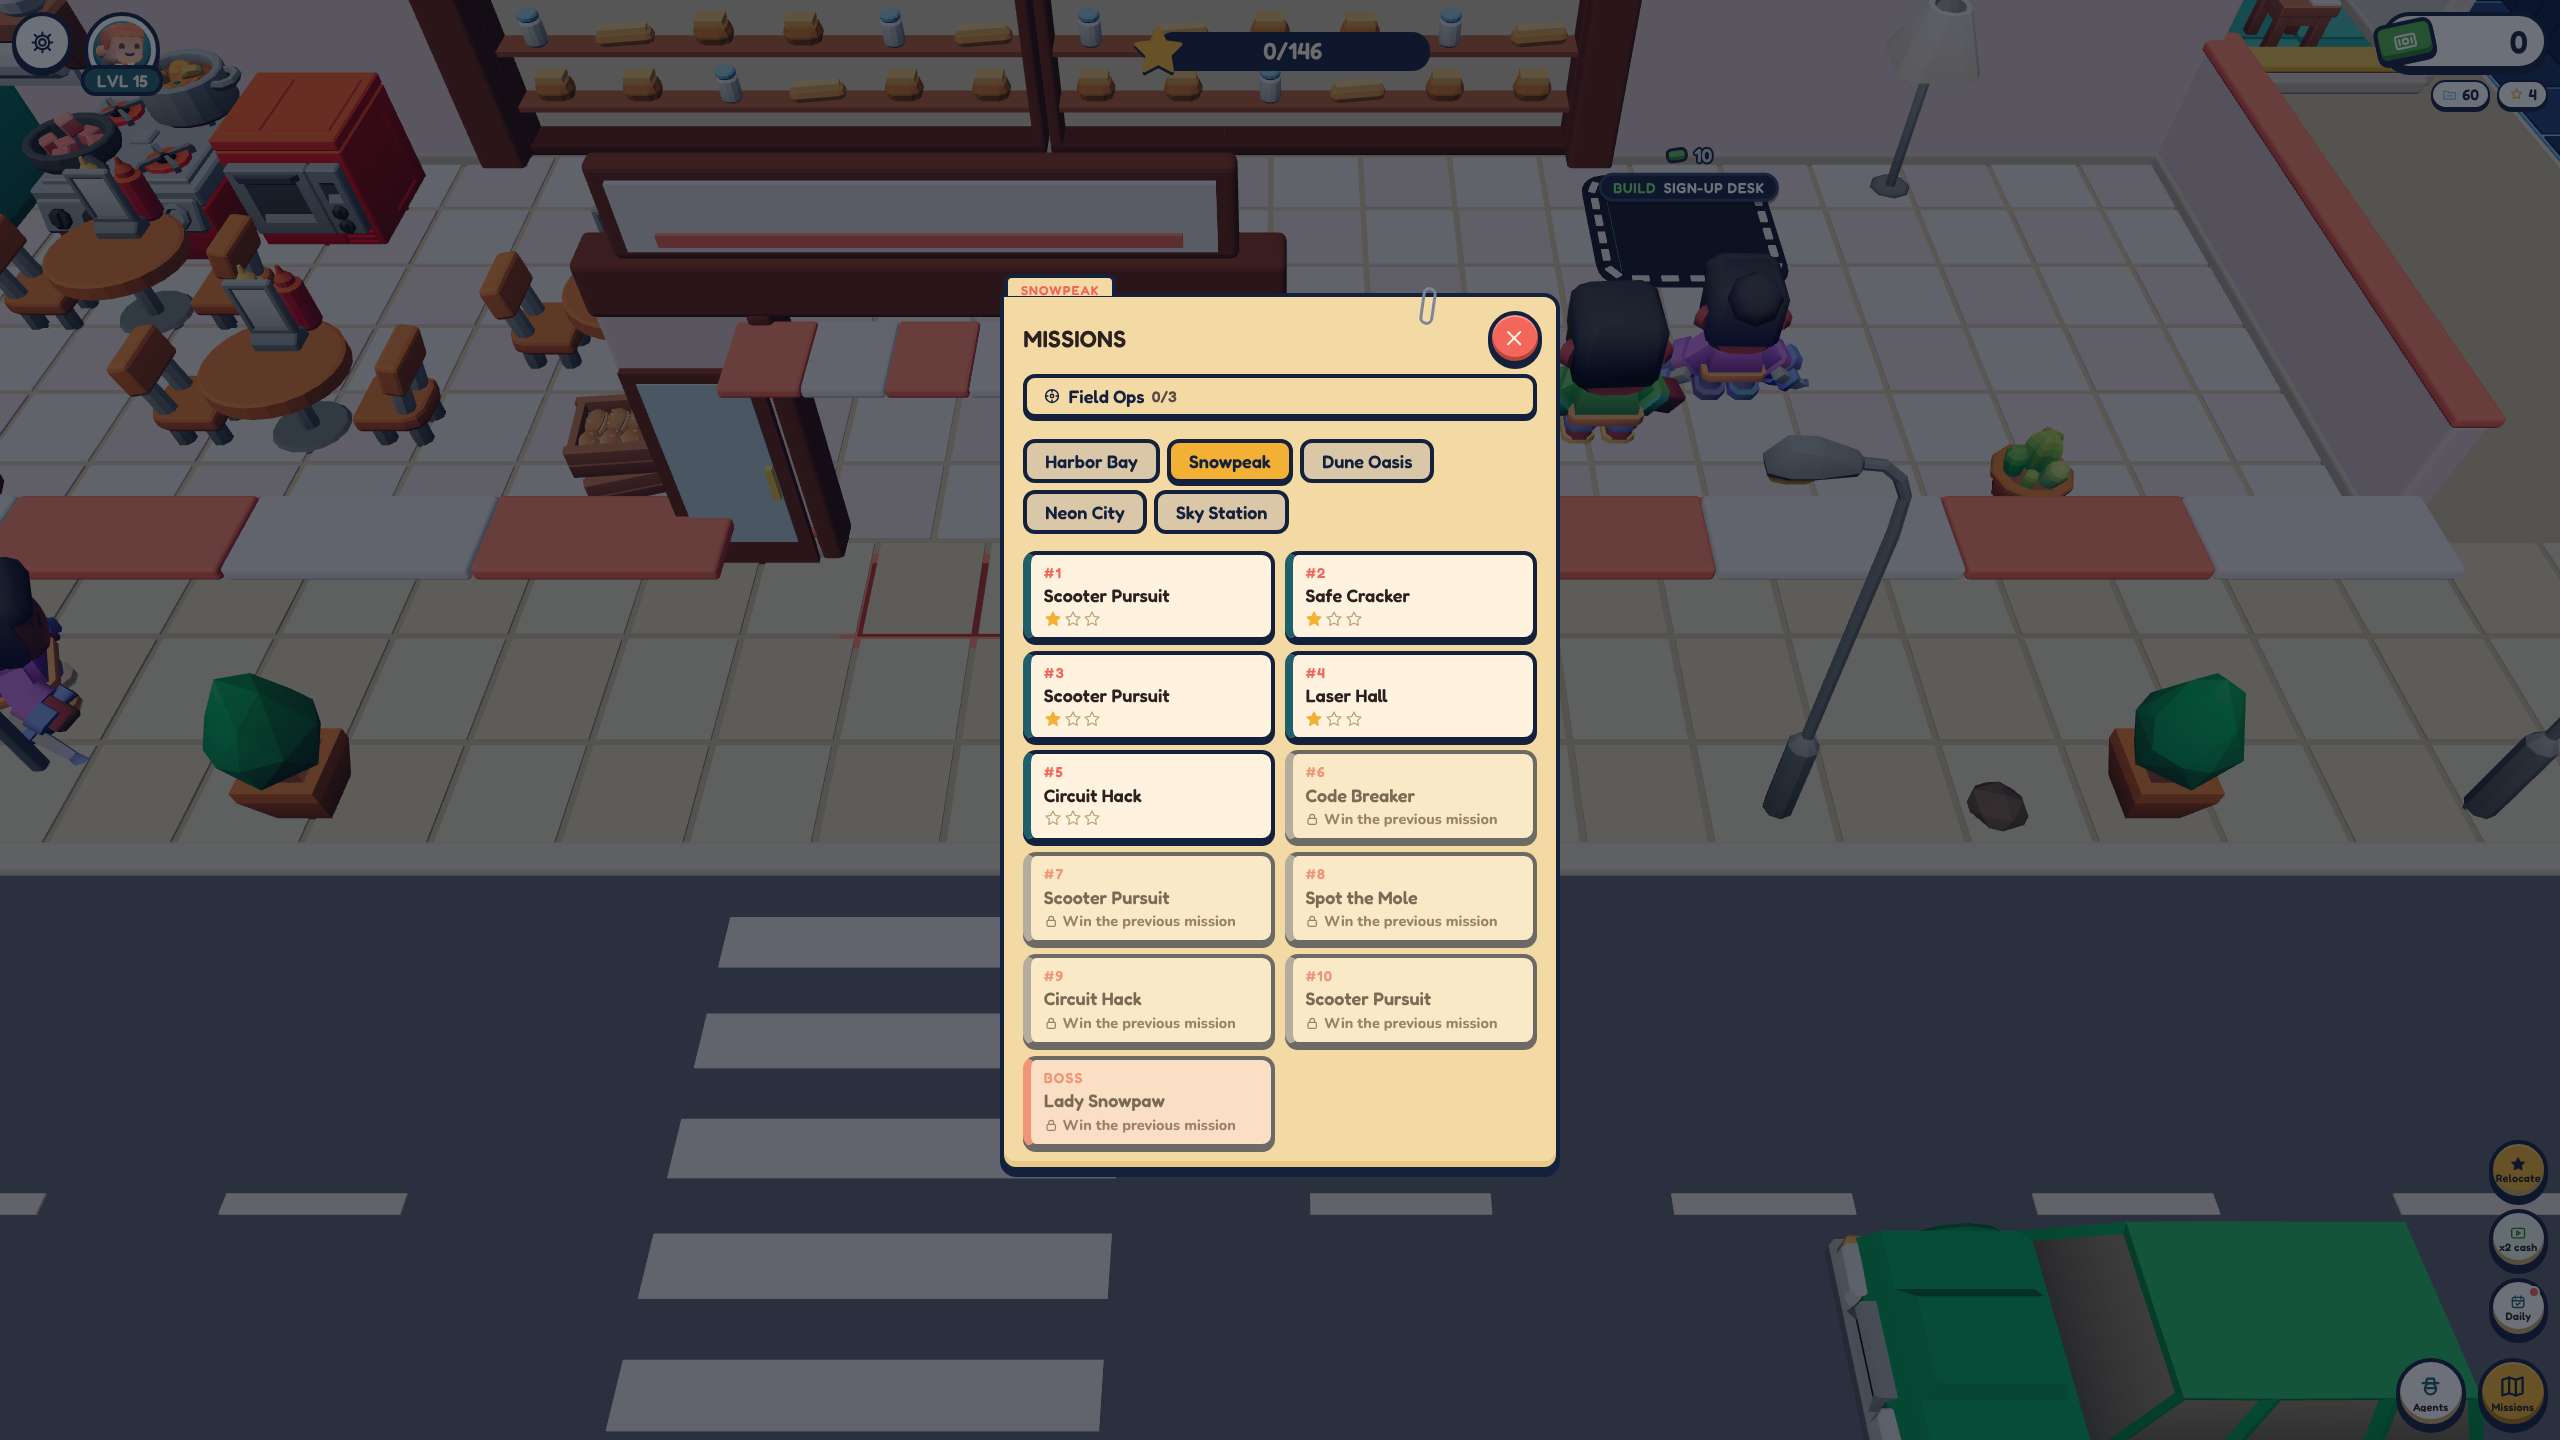 LVL 15
0/146
0
60
4
10
BUILD SIGN-UP DESK
SNOWPEAK
MISSIONS
Field Ops 0/3
Harbor Bay
Snowpeak
Dune Oasis
Neon City
Sky Station
#1
Scooter Pursuit
#2
Safe Cracker
#3
Scooter Pursuit
#4
Laser Hall
#5
Circuit Hack
#6
Code Breaker
Win the previous mission
#7
Scooter Pursuit
Win the previous mission
#8
Spot the Mole
Win the previous mission
#9
Circuit Hack
Win the previous mission
#10
Scooter Pursuit
Win the previous mission
BOSS
Lady Snowpaw
Win the previous mission
Relocate
x2 cash
Daily
Agents
Missions